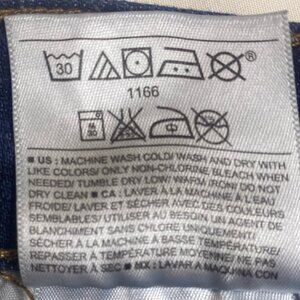 30
1166
■ US : MACHINE WASH COLD/ WASH AND DRY WITH
LIKE COLORS/ ONLY NON-CHLORINE BLEACH WHEN
NEEDED/ TUMBLE DRY LOW/ WARM IRON/ DO NOT
DRY CLEAN ■ CA : LAVER À LA MACHINE À L'EAU
FROIDE/ LAVER ET SÉCHER AVEC DES COULEURS
SEMBLABLES/ UTILISER AU BESOIN UN AGENT DE
BLANCHIMENT SANS CHLORE UNIQUEMENT/
SÉCHER À LA MACHINE À BASSE TEMPÉRATURE/
REPASSER À TEMPÉRATURE MOYENNE/ NE PAS
NETTOYER À SEC ■ MX : LAVAR A MAQUINA CON